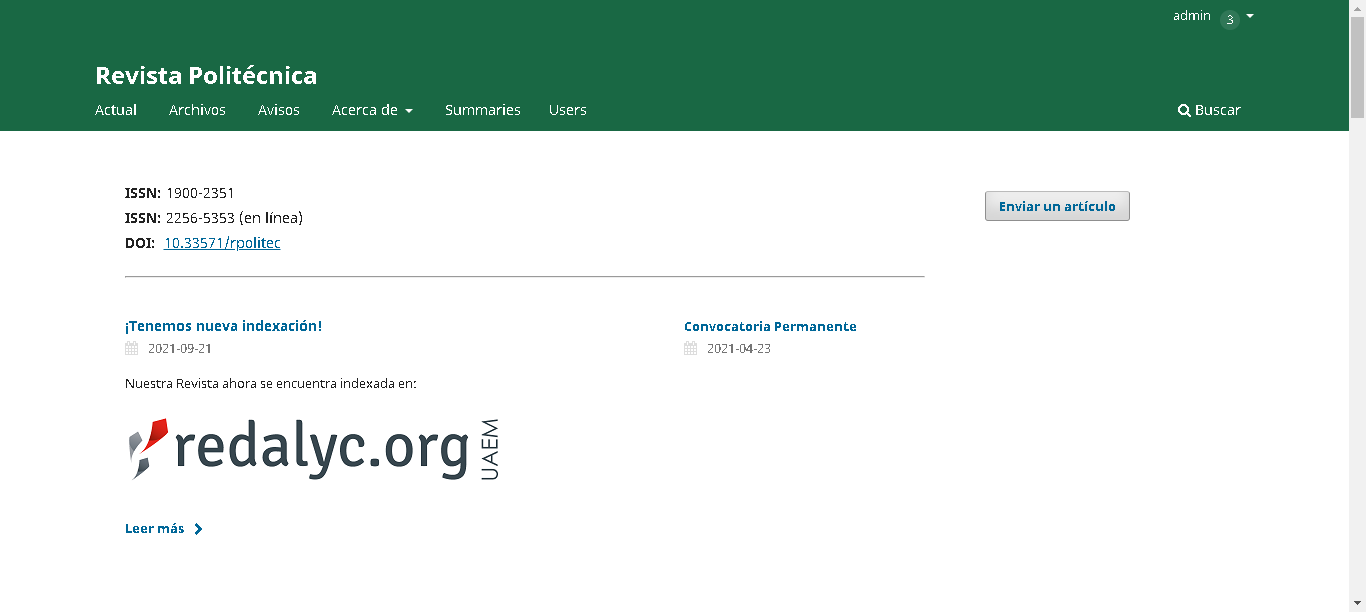 admin 3
Revista Politécnica
Actual Archivos Avisos Acerca de Summaries Users Buscar
ISSN: 1900-2351
ISSN: 2256-5353 (en línea)
DOI: 10.33571/rpolitec
Enviar un artículo
¡Tenemos nueva indexación!
2021-09-21
Nuestra Revista ahora se encuentra indexada en:
redalyc.org UAEM
Leer más
Convocatoria Permanente
2021-04-23